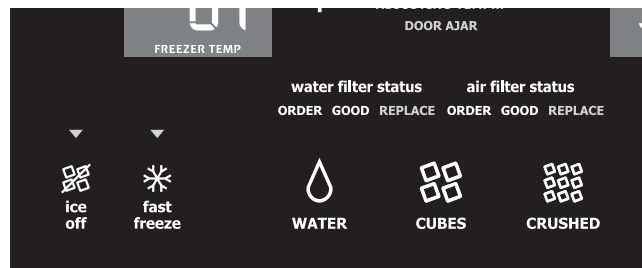 DOOR AJAR
FREEZER TEMP
water filter status air filter status
ORDER GOOD REPLACE ORDER GOOD REPLACE
ice off
fast freeze
WATER
CUBES
CRUSHED